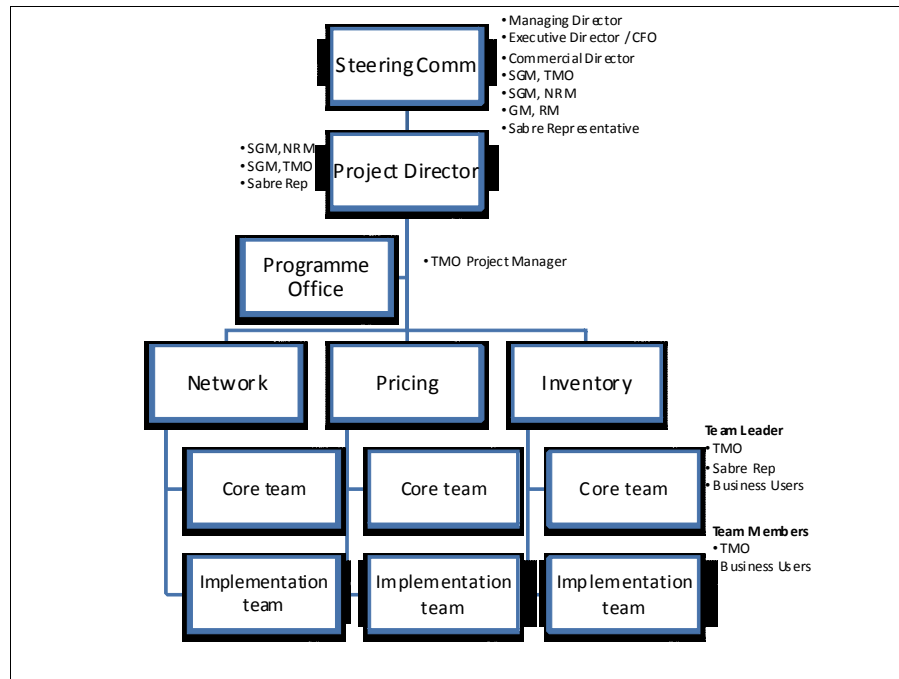 • Managing Director
• Executive Director / CFO
• Commercial Director
• SGM, TMO
• SGM, NRM
• GM, RM
• Sabre Representative
Steering Comm
• SGM, NRM
• SGM, TMO
• Sabre Rep
Project Director
Programme
Office
• TMO Project Manager
Network
Pricing
Inventory
Team Leader
• TMO
• Sabre Rep
• Business Users
Core team
Core team
Core team
Team Members
• TMO
Business Users
Implementation
team
Implementation
team
Implementation
team